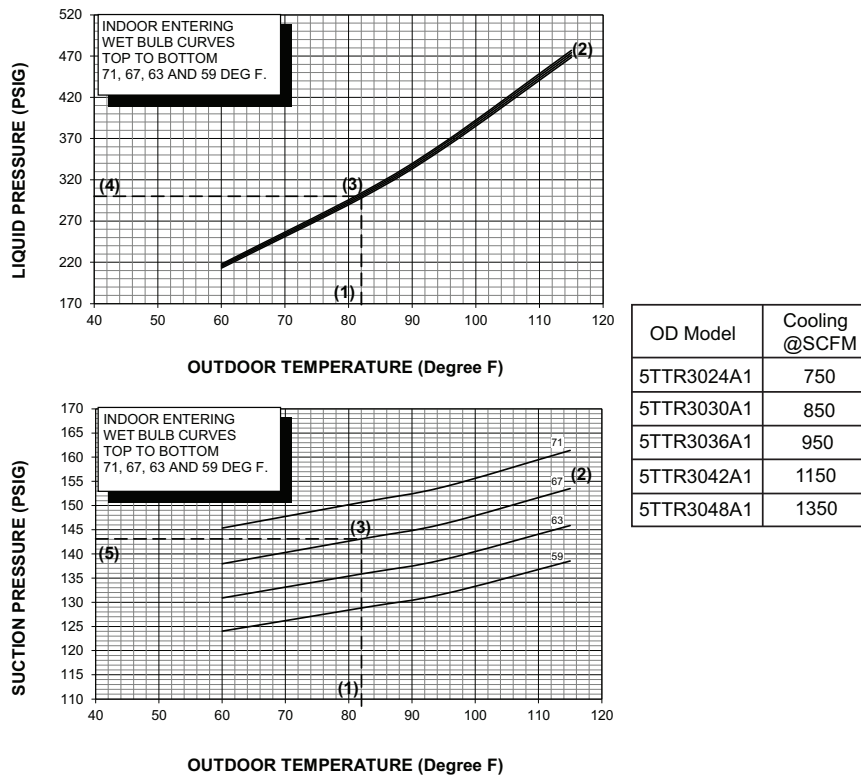 LIQUID PRESSURE (PSIG)
520
470
420
370
320
270
220
170
INDOOR ENTERING
WET BULB CURVES
TOP TO BOTTOM
71, 67, 63 AND 59 DEG F.
(2)
(3)
(4)
(1)
40 50 60 70 80 90 100 110 120
OUTDOOR TEMPERATURE (Degree F)
SUCTION PRESSURE (PSIG)
170
165
160
155
150
145
140
135
130
125
120
115
110
INDOOR ENTERING
WET BULB CURVES
TOP TO BOTTOM
71, 67, 63 AND 59 DEG F.
71
(2)
67
(3)
63
(5)
59
(1)
40 50 60 70 80 90 100 110 120
OUTDOOR TEMPERATURE (Degree F)
OD Model Cooling
@SCFM
5TTR3024A1 750
5TTR3030A1 850
5TTR3036A1 950
5TTR3042A1 1150
5TTR3048A1 1350